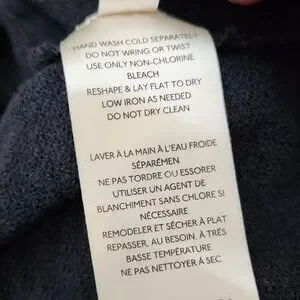 HAND WASH COLD SEPARATELY
DO NOT WRING OR TWIST
USE ONLY NON-CHLORINE
BLEACH
RESHAPE & LAY FLAT TO DRY
LOW IRON AS NEEDED
DO NOT DRY CLEAN
LAVER À LA MAIN À L'EAU FROIDE
SÉPARÉMEN
NE PAS TORDRE OU ESSORER
UTILISER UN AGENT DE
BLANCHIMENT SANS CHLORE SI
NÉCESSAIRE
REMODELER ET SÉCHER À PLAT
REPASSER, AU BESOIN, À TRÈS
BASSE TEMPÉRATURE
NE PAS NETTOYER À SEC